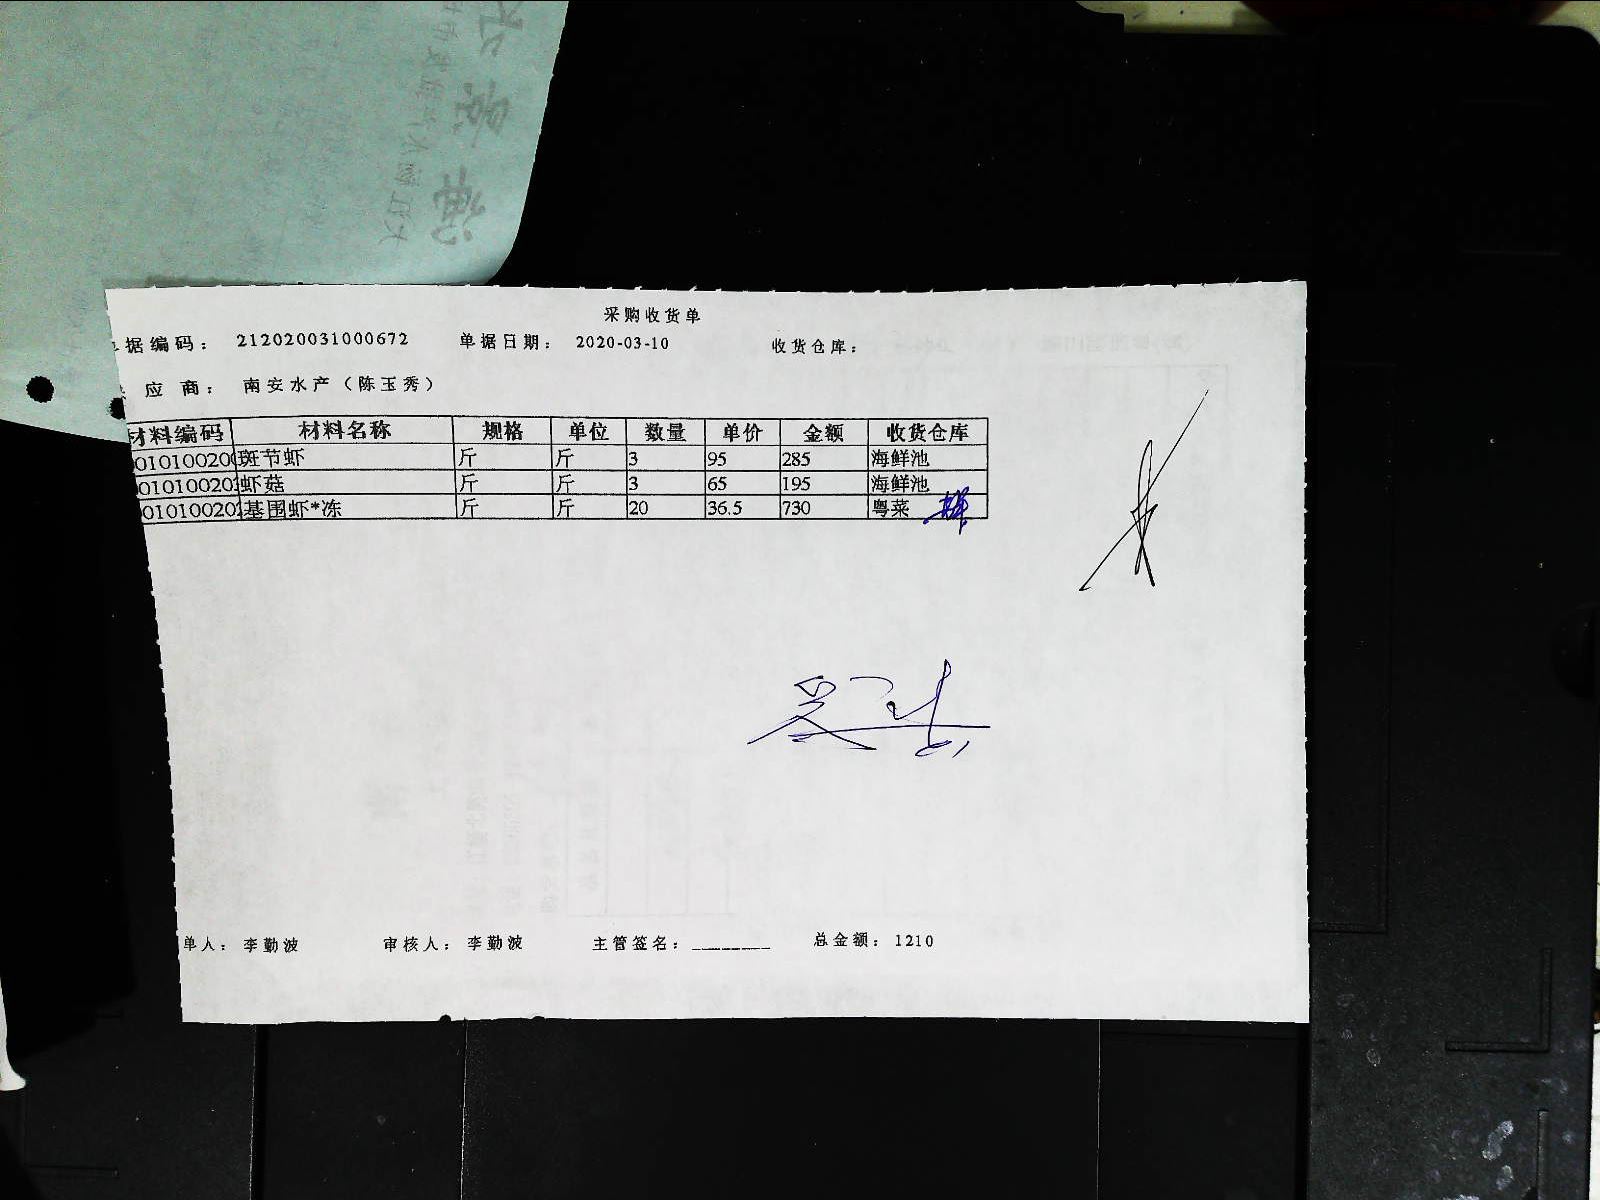 采购收货单
据编码： 212020031000672 单据日期： 2020-03-10 收货仓库：
应商： 南安水产（陈玉秀）
材料编码 材料名称 规格 单位 数量 单价 金额 收货仓库
010100200 斑节虾 斤 斤 3 95 285 海鲜池
010100202 虾菇 斤 斤 3 65 195 海鲜池
010100202 基围虾*冻 斤 斤 20 36.5 730 粤菜
单人： 李勤波 审核人： 李勤波 主管签名：________ 总金额： 1210